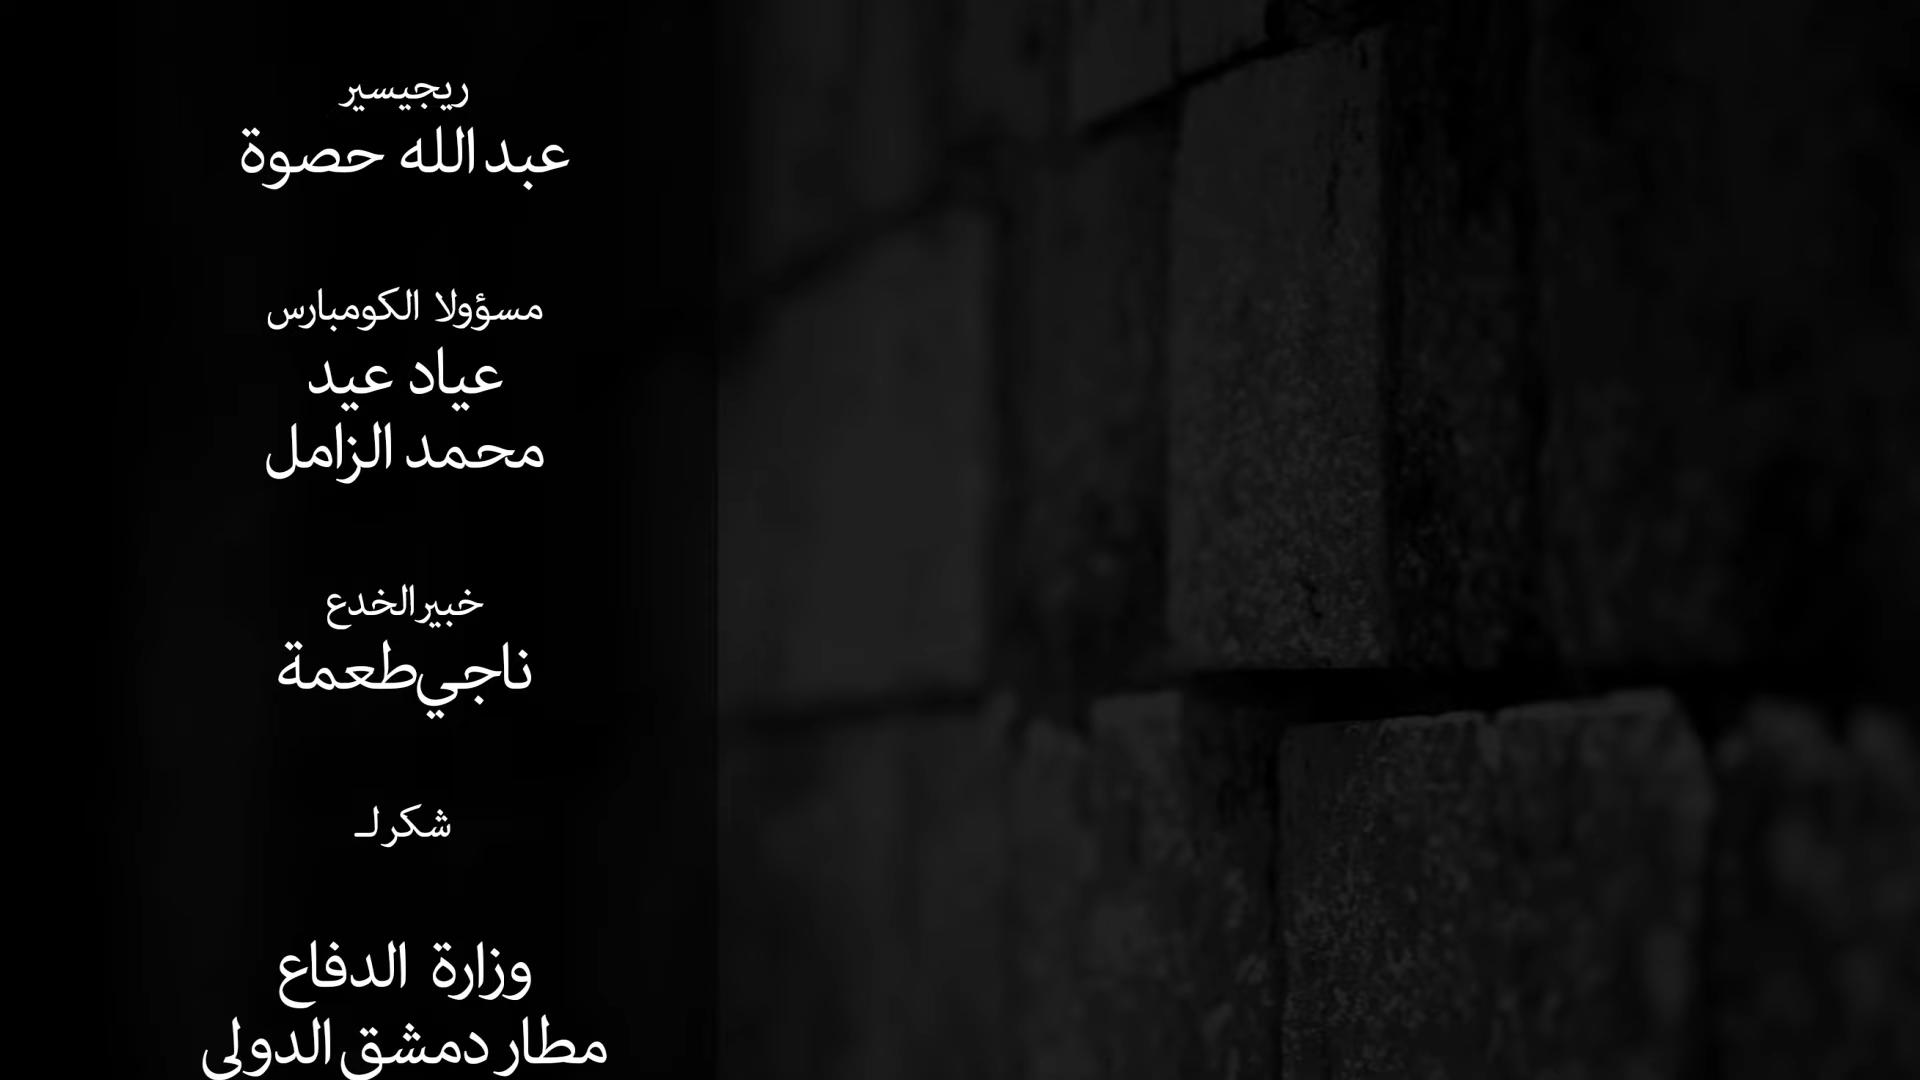 ريجيسير
عبد الله حصوة
مسؤولا الكومبارس
عياد عيد
محمد الزامل
خبير الخدع
ناجي طعمة
شكر لـ
وزارة الدفاع
مطار دمشق الدولي